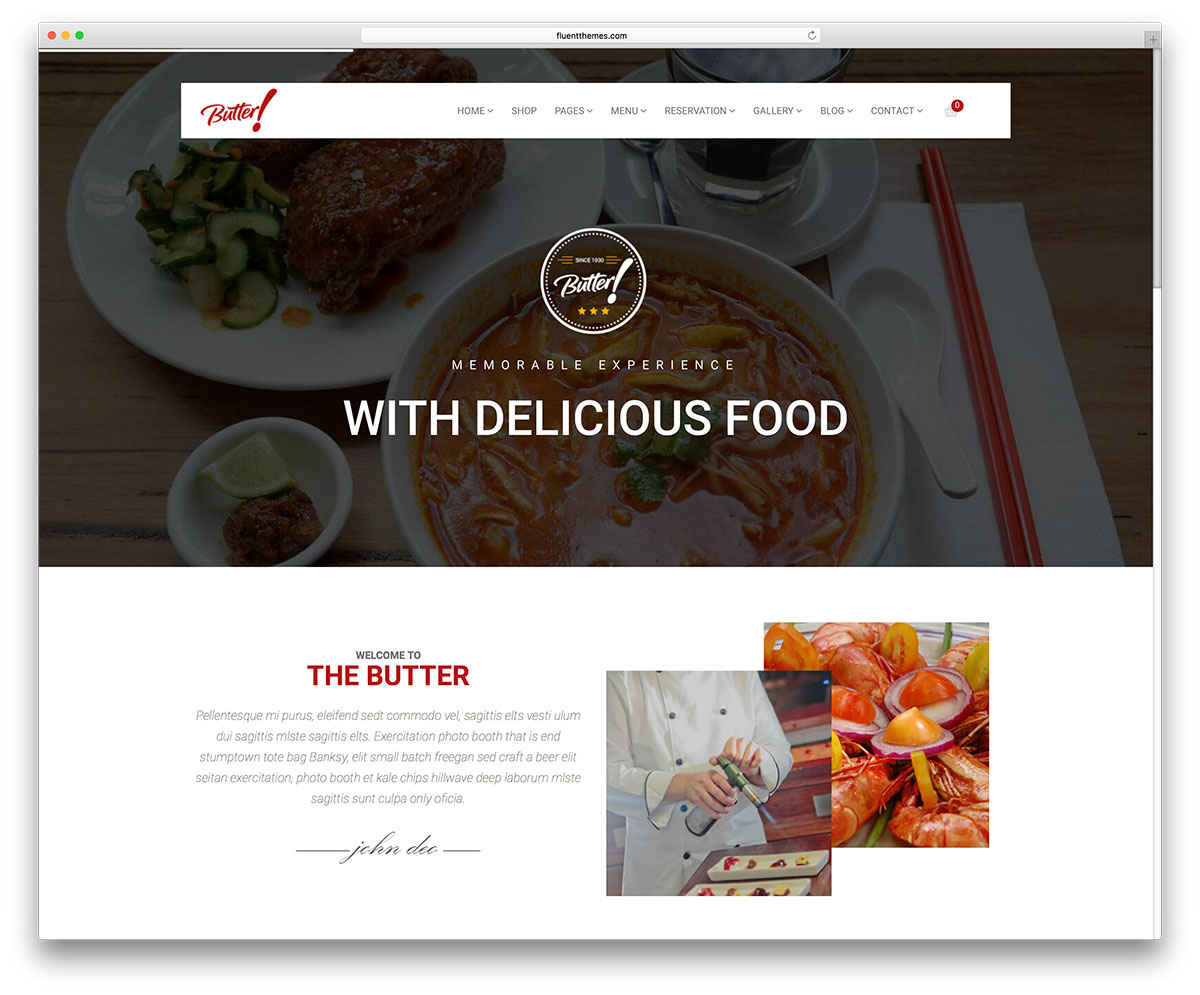 fluentthemes.com
Butter!
HOME
SHOP
PAGES
MENU
RESERVATION
GALLERY
BLOG
CONTACT
0
SINCE 1930
Butter!
MEMORABLE EXPERIENCE
WITH DELICIOUS FOOD
WELCOME TO
THE BUTTER
Pellentesque mi purus, eleifend sedt commodo vel, sagittis elts vesti ulum
dui sagittis mlste sagittis elts. Exercitation photo booth that is end
stumptown tote bag Banksy, elit small batch freegan sed craft a beer elit
seitan exercitation, photo booth et kale chips hillwave deep laborum mlste
sagittis sunt culpa only oficia.
john deo